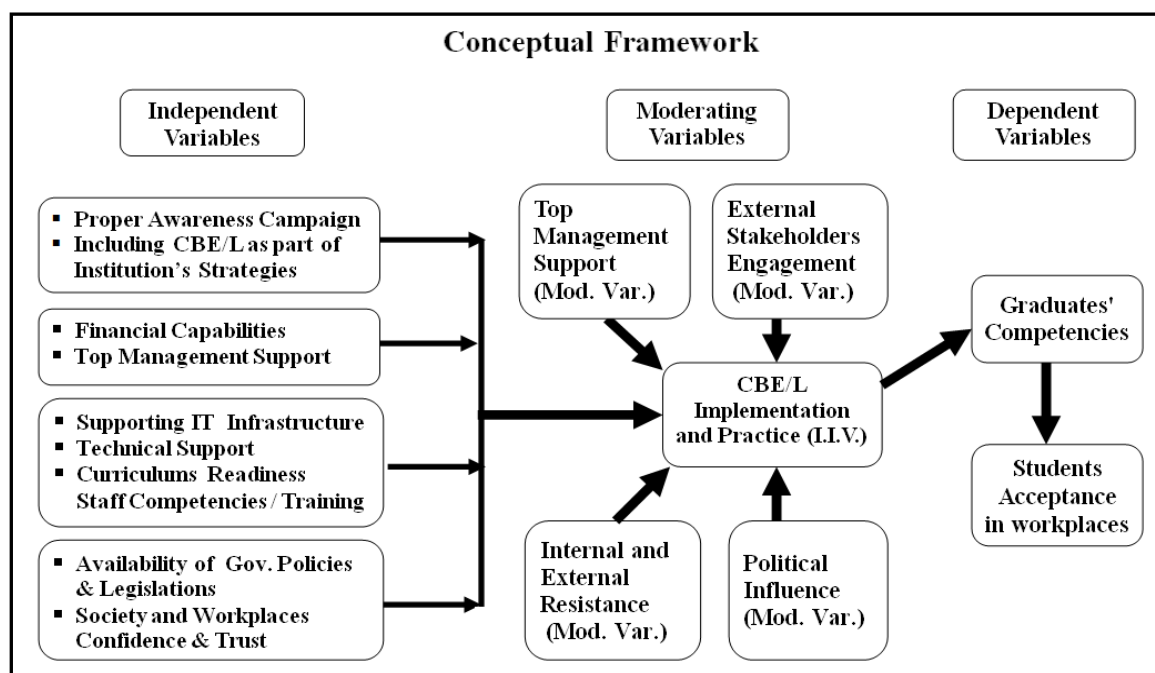 Conceptual Framework
Independent
Variables
Moderating
Variables
Dependent
Variables
▪ Proper Awareness Campaign
▪ Including CBE/L as part of
Institution's Strategies
▪ Financial Capabilities
▪ Top Management Support
▪ Supporting IT Infrastructure
▪ Technical Support
▪ Curriculums Readiness
Staff Competencies / Training
▪ Availability of Gov. Policies
& Legislations
▪ Society and Workplaces
Confidence & Trust
Top
Management
Support
(Mod. Var.)
External
Stakeholders
Engagement
(Mod. Var.)
CBE/L
Implementation
and Practice (I.I.V.)
Internal and
External
Resistance
(Mod. Var.)
Political
Influence
(Mod. Var.)
Graduates'
Competencies
Students
Acceptance
in workplaces